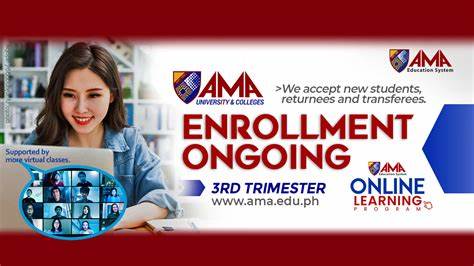 AMA
Education System
AMA
UNIVERSITY & COLLEGES
>We accept new students,
returnees and transferees.
ENROLLMENT
ONGOING
Supported by
more virtual classes.
3RD TRIMESTER
www.ama.edu.ph
AMA
Education System
ONLINE
LEARNING
PROGRAM